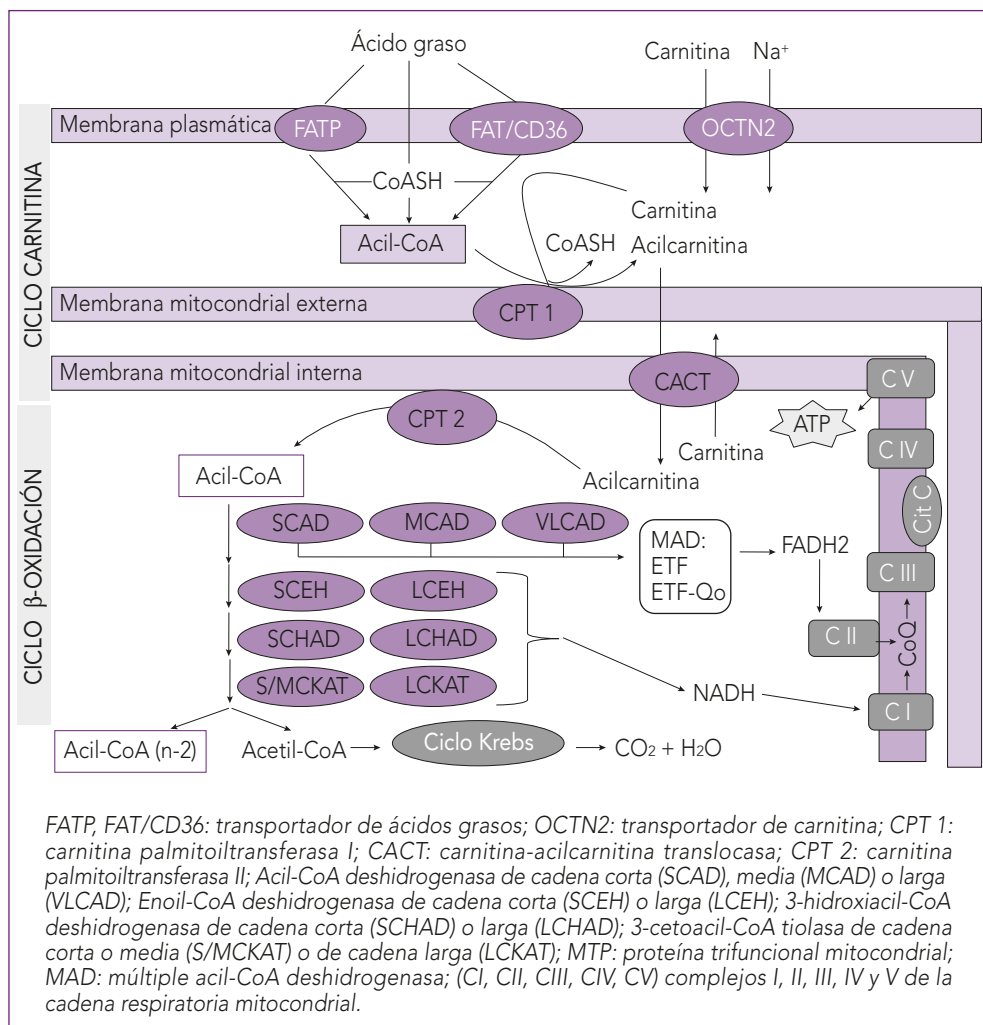 Ácido graso
Carnitina Na+
Membrana plasmática
FATP
FAT/CD36
OCTN2
CICLO CARNITINA
CoASH
Carnitina
Acil-CoA
CoASH
Acilcarnitina
Membrana mitocondrial externa
CPT 1
Membrana mitocondrial interna
CACT
C V
CPT 2
ATP
C IV
Carnitina
Acil-CoA
Acilcarnitina
Cit C
CICLO β-OXIDACIÓN
SCAD
MCAD
VLCAD
MAD:
ETF
ETF-Qo
FADH2
C III
SCEH
LCEH
SCHAD
LCHAD
C II
CoQ
S/MCKAT
LCKAT
NADH
C I
Acil-CoA (n-2)
Acetil-CoA
Ciclo Krebs
CO2 + H2O
FATP, FAT/CD36: transportador de ácidos grasos; OCTN2: transportador de carnitina; CPT 1:
carnitina palmitoiltransferasa I; CACT: carnitina-acilcarnitina translocasa; CPT 2: carnitina
palmitoiltransferasa II; Acil-CoA deshidrogenasa de cadena corta (SCAD), media (MCAD) o larga
(VLCAD); Enoil-CoA deshidrogenasa de cadena corta (SCEH) o larga (LCEH); 3-hidroxiacil-CoA
deshidrogenasa de cadena corta (SCHAD) o larga (LCHAD); 3-cetoacil-CoA tiolasa de cadena
corta o media (S/MCKAT) o de cadena larga (LCKAT); MTP: proteína trifuncional mitocondrial;
MAD: múltiple acil-CoA deshidrogenasa; (CI, CII, CIII, CIV, CV) complejos I, II, III, IV y V de la
cadena respiratoria mitocondrial.